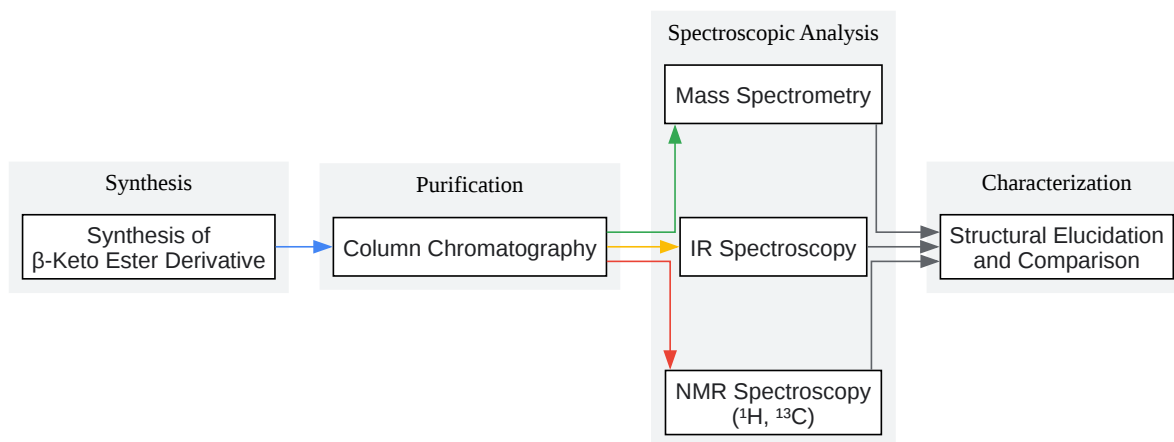 Synthesis
Synthesis of
β-Keto Ester Derivative
Purification
Column Chromatography
Spectroscopic Analysis
Mass Spectrometry
IR Spectroscopy
NMR Spectroscopy
(¹H, ¹³C)
Characterization
Structural Elucidation
and Comparison